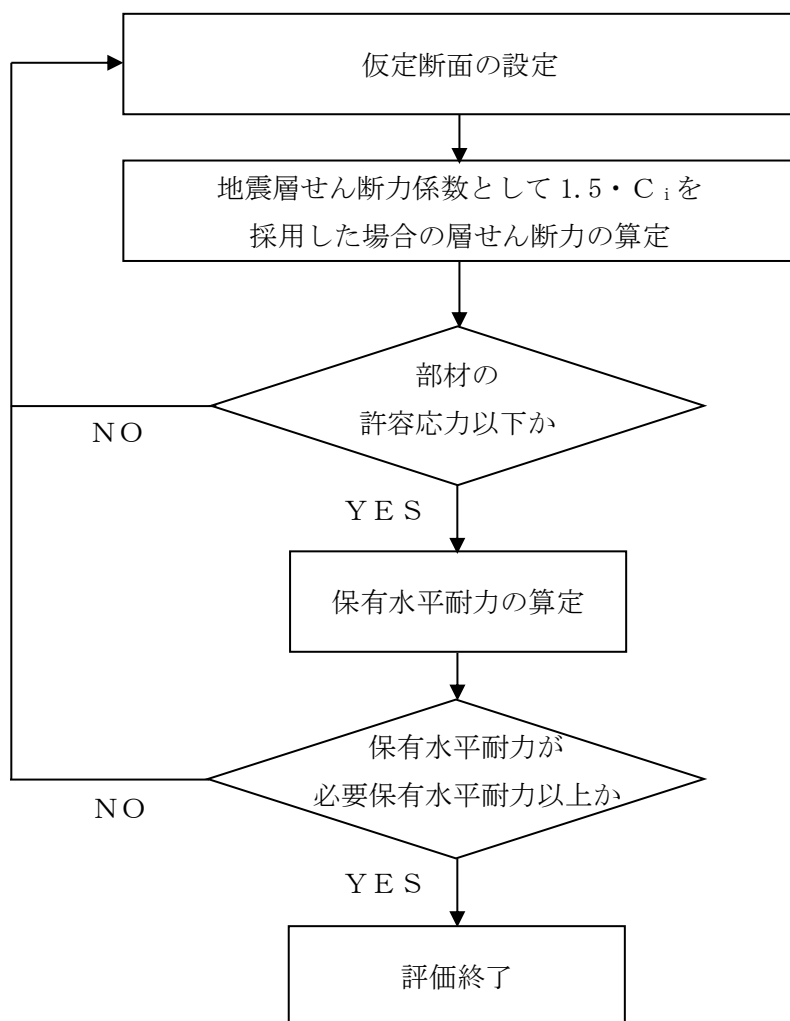 仮定断面の設定
地震層せん断力係数として 1.5・Ｃｉを
採用した場合の層せん断力の算定
部材の
許容応力以下か
ＮＯ
ＹＥＳ
保有水平耐力の算定
保有水平耐力が
必要保有水平耐力以上か
ＮＯ
ＹＥＳ
評価終了